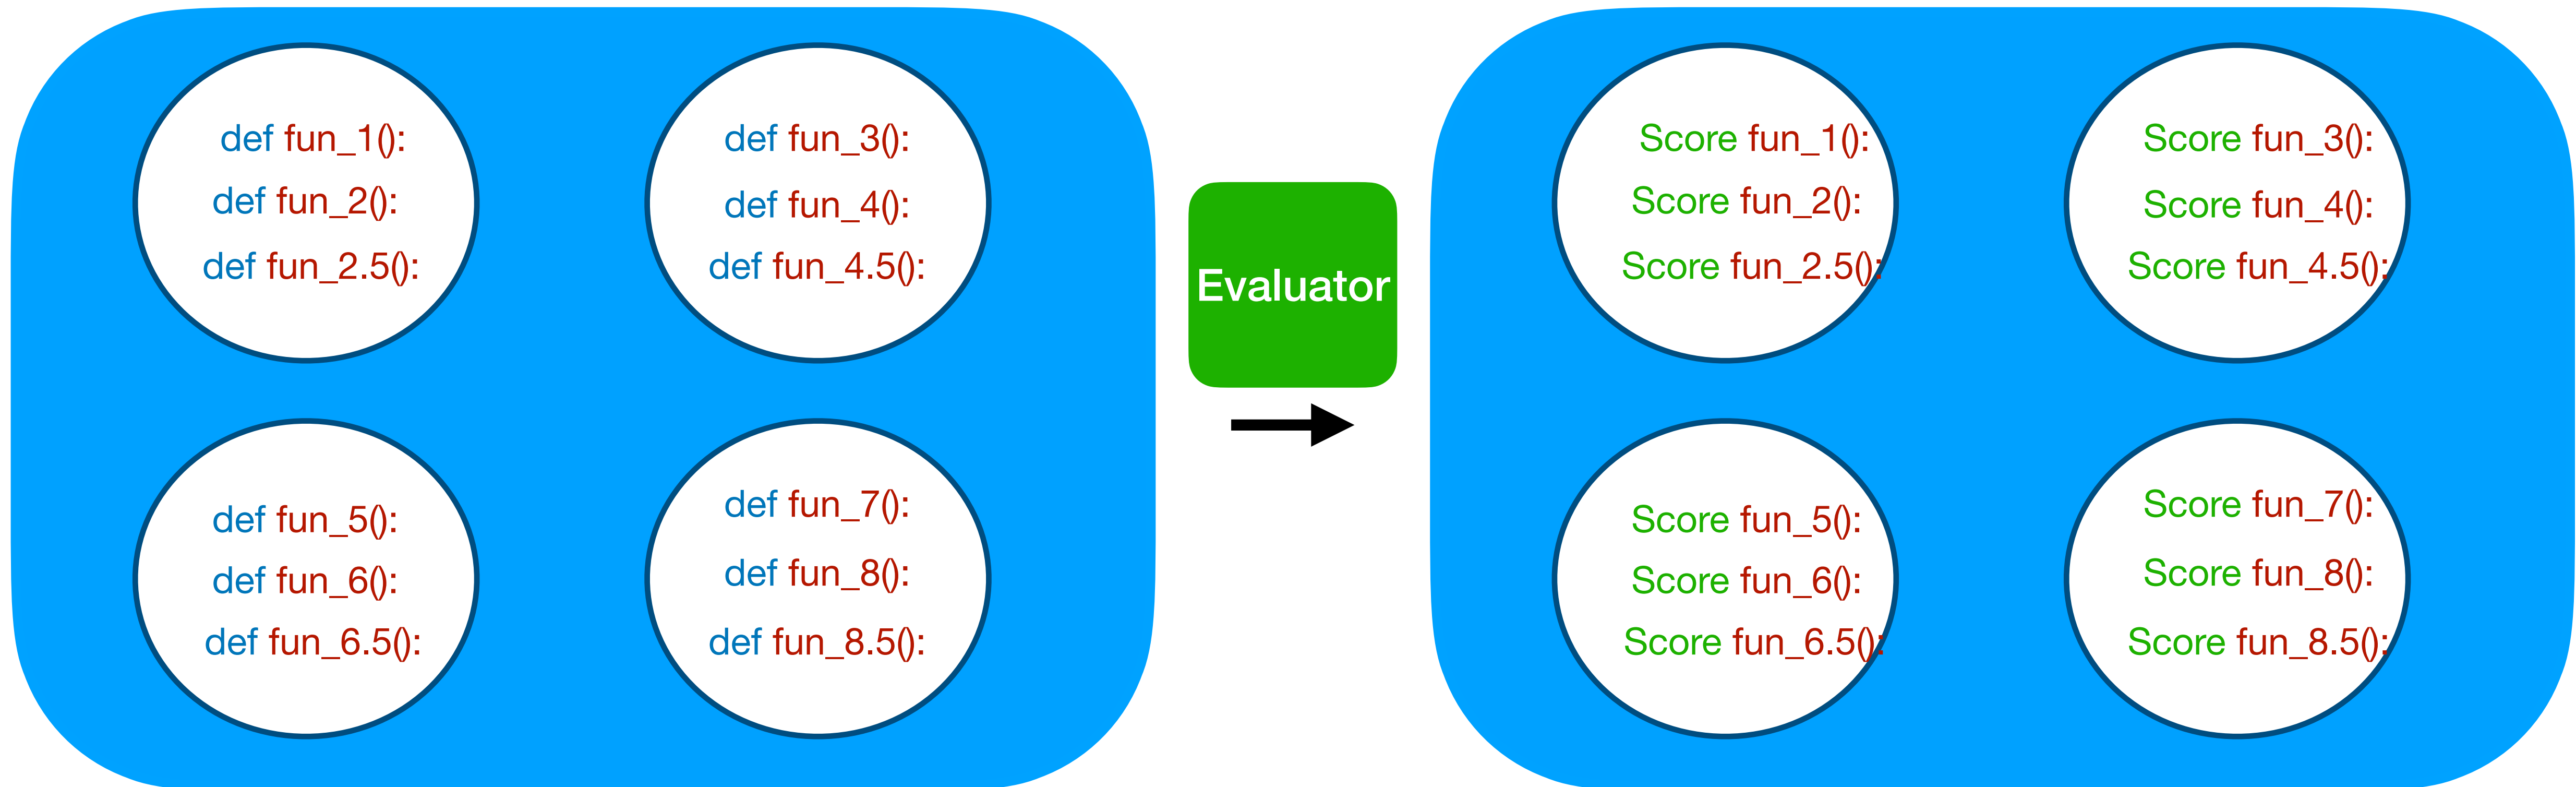 def fun_1():
def fun_2():
def fun_2.5():
def fun_3():
def fun_4():
def fun_4.5():
def fun_5():
def fun_6():
def fun_6.5():
def fun_7():
def fun_8():
def fun_8.5():
Evaluator
Score fun_1():
Score fun_2():
Score fun_2.5():
Score fun_3():
Score fun_4():
Score fun_4.5():
Score fun_5():
Score fun_6():
Score fun_6.5():
Score fun_7():
Score fun_8():
Score fun_8.5():